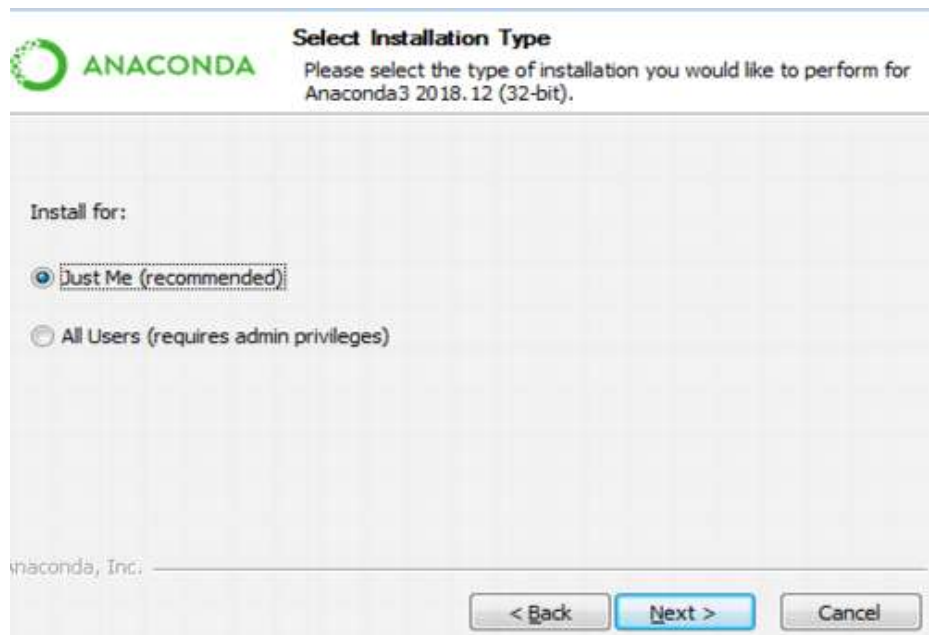 ANACONDA
Select Installation Type
Please select the type of installation you would like to perform for
Anaconda3 2018.12 (32-bit).
Install for:
Just Me (recommended)
All Users (requires admin privileges)
naconda, Inc.
< Back
Next >
Cancel